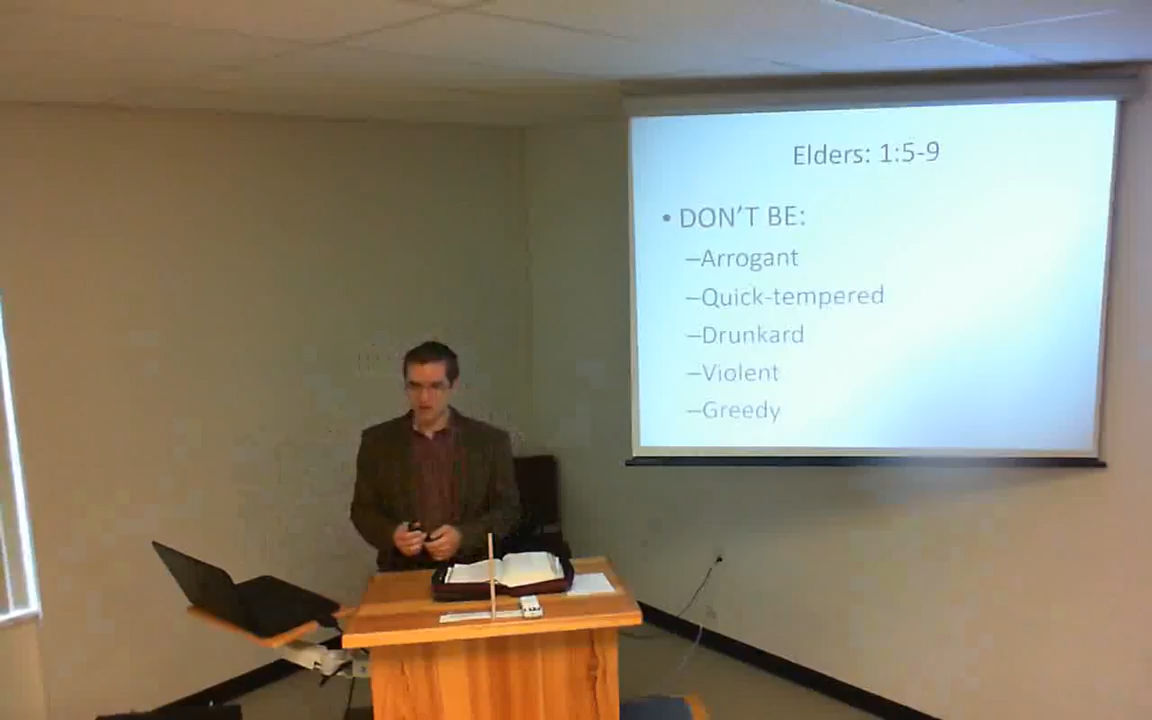 Elders: 1:5-9
• DON'T BE:
–Arrogant
–Quick-tempered
–Drunkard
–Violent
–Greedy